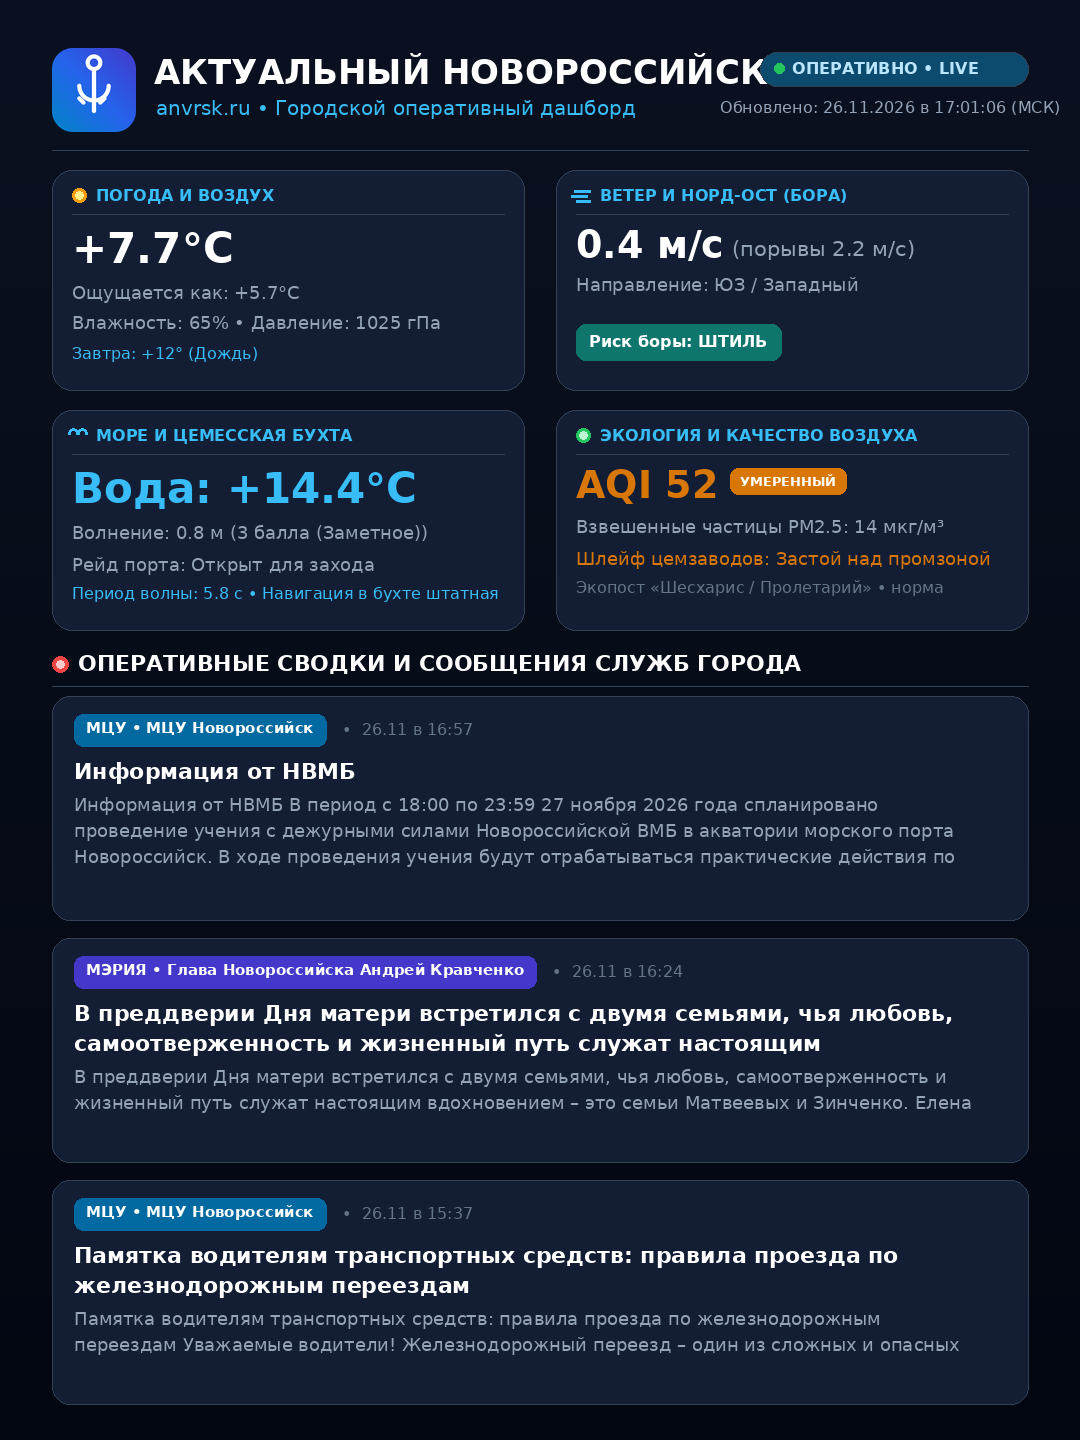 АКТУАЛЬНЫЙ НОВОРОССИЙСК
ОПЕРАТИВНО • LIVE
anvrsk.ru • Городской оперативный дашборд
Обновлено: 26.11.2026 в 17:01:06 (МСК)
ПОГОДА И ВОЗДУХ
+7.7°C
Ощущается как: +5.7°C
Влажность: 65% • Давление: 1025 гПа
Завтра: +12° (Дождь)
ВЕТЕР И НОРД-ОСТ (БОРА)
0.4 м/с (порывы 2.2 м/с)
Направление: ЮЗ / Западный
Риск боры: ШТИЛЬ
МОРЕ И ЦЕМЕССКАЯ БУХТА
Вода: +14.4°C
Волнение: 0.8 м (3 балла (Заметное))
Рейд порта: Открыт для захода
Период волны: 5.8 с • Навигация в бухте штатная
ЭКОЛОГИЯ И КАЧЕСТВО ВОЗДУХА
AQI 52 УМЕРЕННЫЙ
Взвешенные частицы PM2.5: 14 мкг/м³
Шлейф цемзаводов: Застой над промзоной
Экопост «Шесхарис / Пролетарий» • норма
ОПЕРАТИВНЫЕ СВОДКИ И СООБЩЕНИЯ СЛУЖБ ГОРОДА
МЦУ • МЦУ Новороссийск • 26.11 в 16:57
Информация от НВМБ
Информация от НВМБ В период с 18:00 по 23:59 27 ноября 2026 года спланировано
проведение учения с дежурными силами Новороссийской ВМБ в акватории морского порта
Новороссийск. В ходе проведения учения будут отрабатываться практические действия по
МЭРИЯ • Глава Новороссийска Андрей Кравченко • 26.11 в 16:24
В преддверии Дня матери встретился с двумя семьями, чья любовь,
самоотверженность и жизненный путь служат настоящим
В преддверии Дня матери встретился с двумя семьями, чья любовь, самоотверженность и
жизненный путь служат настоящим вдохновением – это семьи Матвеевых и Зинченко. Елена
МЦУ • МЦУ Новороссийск • 26.11 в 15:37
Памятка водителям транспортных средств: правила проезда по
железнодорожным переездам
Памятка водителям транспортных средств: правила проезда по железнодорожным
переездам Уважаемые водители! Железнодорожный переезд – один из сложных и опасных